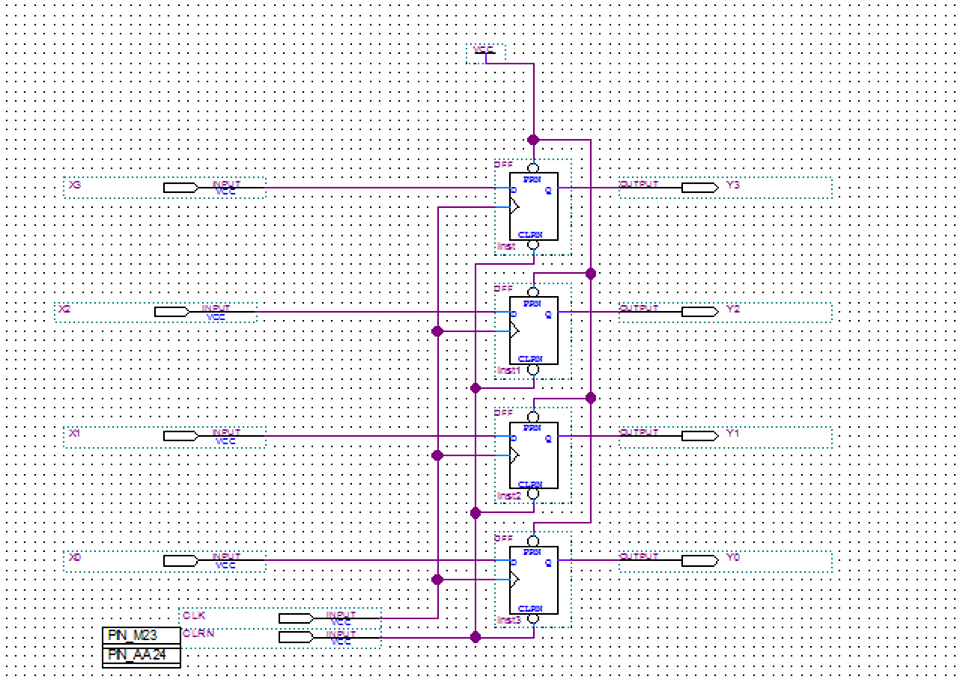 VCC
DFF
X3 INPUT VCC
PRN
D Q
CLRN
inst
OUTPUT Y3
DFF
X2 INPUT VCC
PRN
D Q
CLRN
inst1
OUTPUT Y2
DFF
X1 INPUT VCC
PRN
D Q
CLRN
inst2
OUTPUT Y1
DFF
X0 INPUT VCC
PRN
D Q
CLRN
inst3
OUTPUT Y0
CLK INPUT VCC
CLRN INPUT VCC
PIN_M23
PIN_AA24